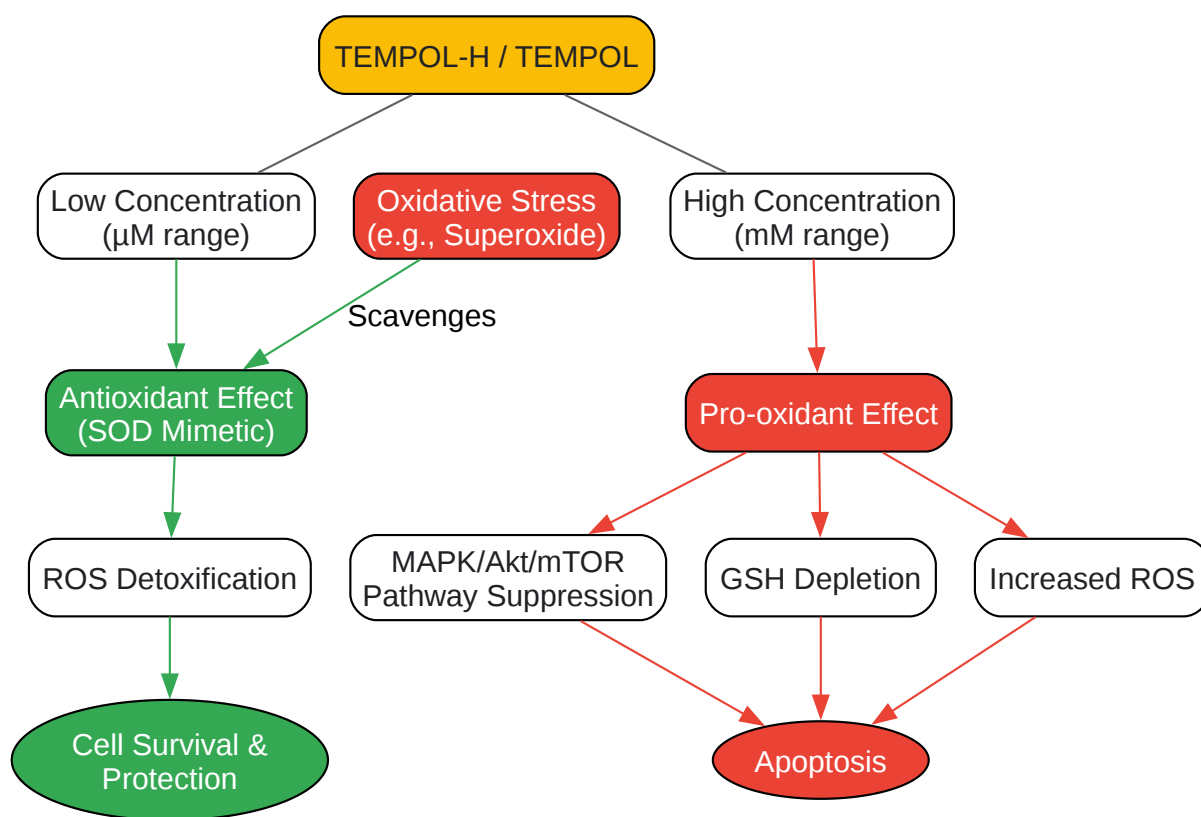 TEMPOL-H / TEMPOL
Low Concentration
(µM range)
Oxidative Stress
(e.g., Superoxide)
High Concentration
(mM range)
Scavenges
Antioxidant Effect
(SOD Mimetic)
Pro-oxidant Effect
ROS Detoxification
MAPK/Akt/mTOR
Pathway Suppression
GSH Depletion
Increased ROS
Cell Survival &
Protection
Apoptosis